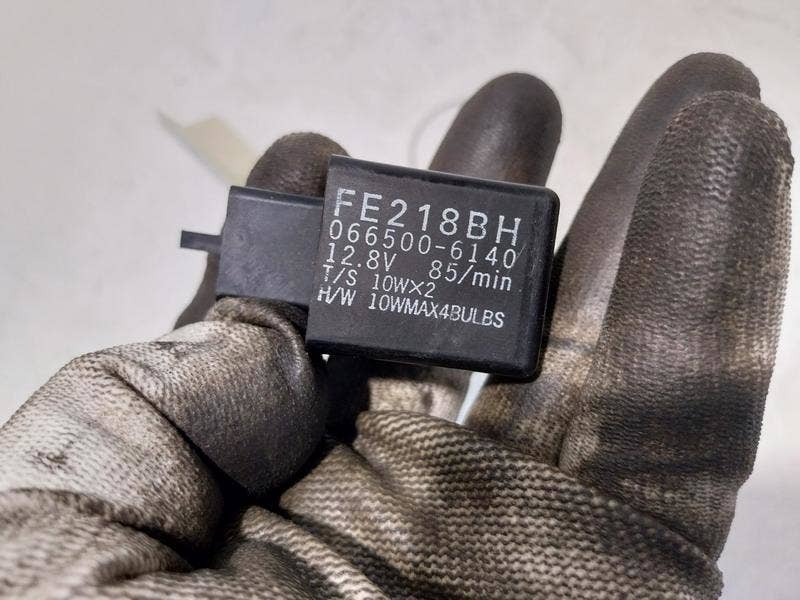 FE218BH
066500-6140
12.8V 85/min
T/S 10W×2
H/W 10WMAX4BULBS